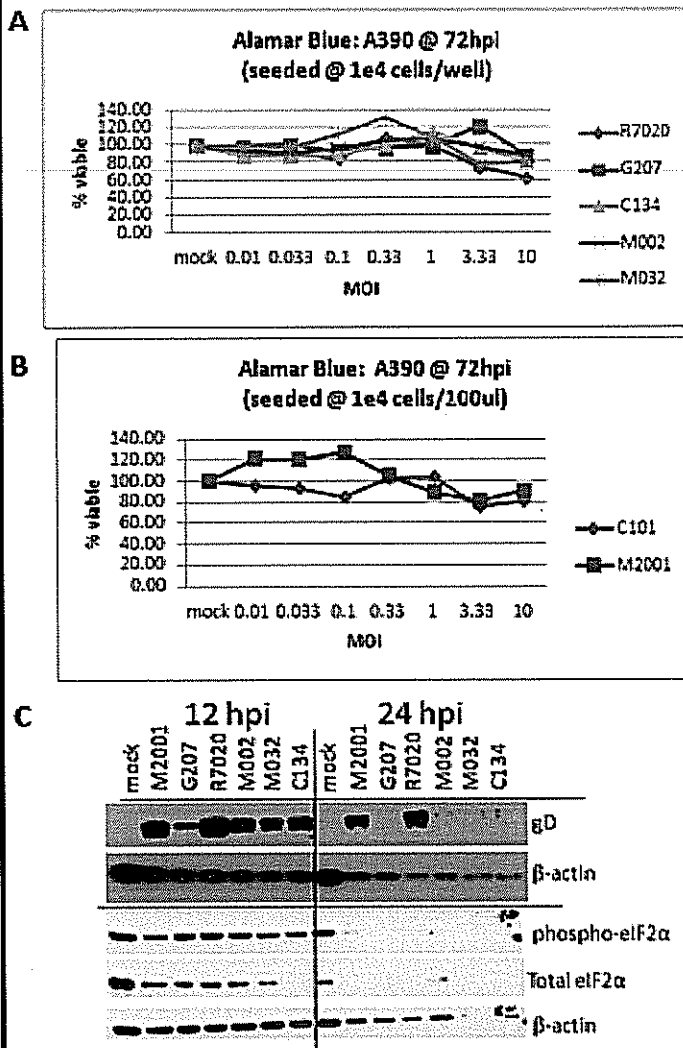 A
Alamar Blue: A390 @ 72hpi
(seeded @ 1e4 cells/well)
% viable
140.00
120.00
100.00
80.00
60.00
40.00
20.00
0.00
mock 0.01 0.033 0.1 0.33 1 3.33 10
MOI
R7020
G207
C134
M002
M032
B
Alamar Blue: A390 @ 72hpi
(seeded @ 1e4 cells/100ul)
% viable
140.00
120.00
100.00
80.00
60.00
40.00
20.00
0.00
mock 0.01 0.033 0.1 0.33 1 3.33 10
MOI
C101
M2001
C
12 hpi 24 hpi
mock M2001 G207 R7020 M002 M032 C134 mock M2001 G207 R7020 M002 M032 C134
gD
β-actin
phospho-eIF2α
Total eIF2α
β-actin